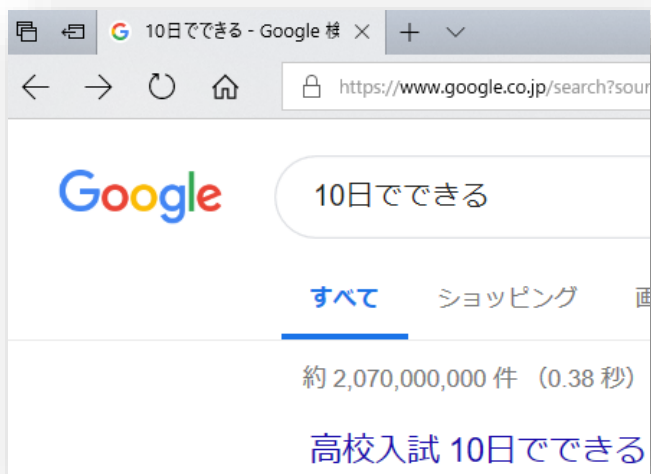 10日でできる - Google 検
https://www.google.co.jp/search?sour
Google
10日でできる
すべて ショッピング 画
約 2,070,000,000 件 （0.38 秒）
高校入試 10日でできる